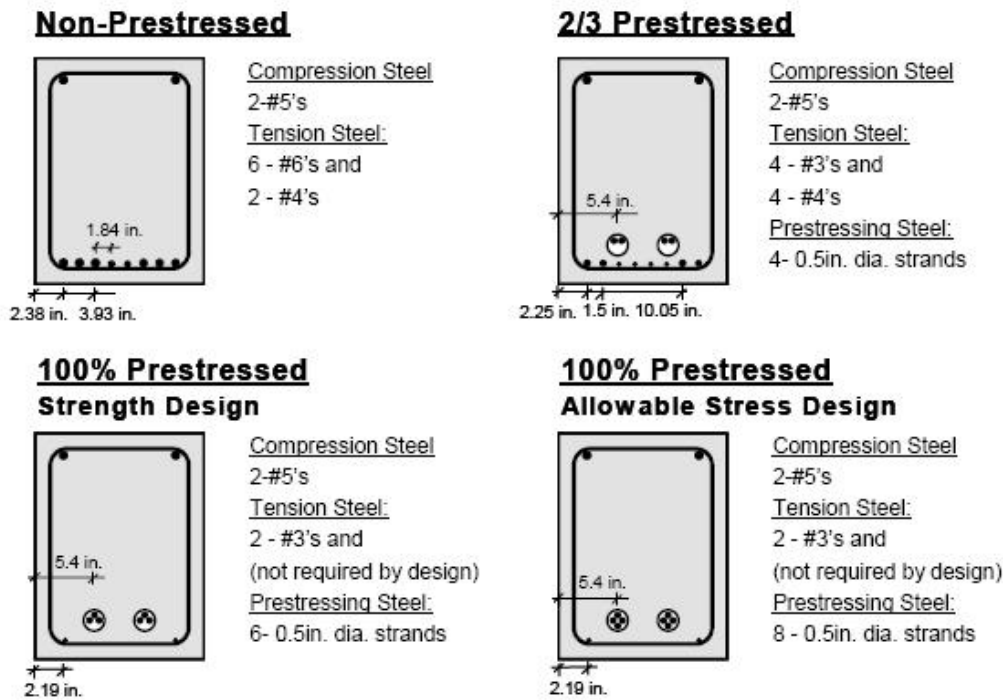 Non-Prestressed
Compression Steel
2-#5's
Tension Steel:
6 - #6's and
2 - #4's
1.84 in.
2.38 in. 3.93 in.
2/3 Prestressed
Compression Steel
2-#5's
Tension Steel:
4 - #3's and
4 - #4's
Prestressing Steel:
4- 0.5in. dia. strands
5.4 in.
2.25 in. 1.5 in. 10.05 in.
100% Prestressed
Strength Design
Compression Steel
2-#5's
Tension Steel:
2 - #3's and
(not required by design)
Prestressing Steel:
6- 0.5in. dia. strands
5.4 in.
2.19 in.
100% Prestressed
Allowable Stress Design
Compression Steel
2-#5's
Tension Steel:
2 - #3's and
(not required by design)
Prestressing Steel:
8 - 0.5in. dia. strands
5.4 in.
2.19 in.